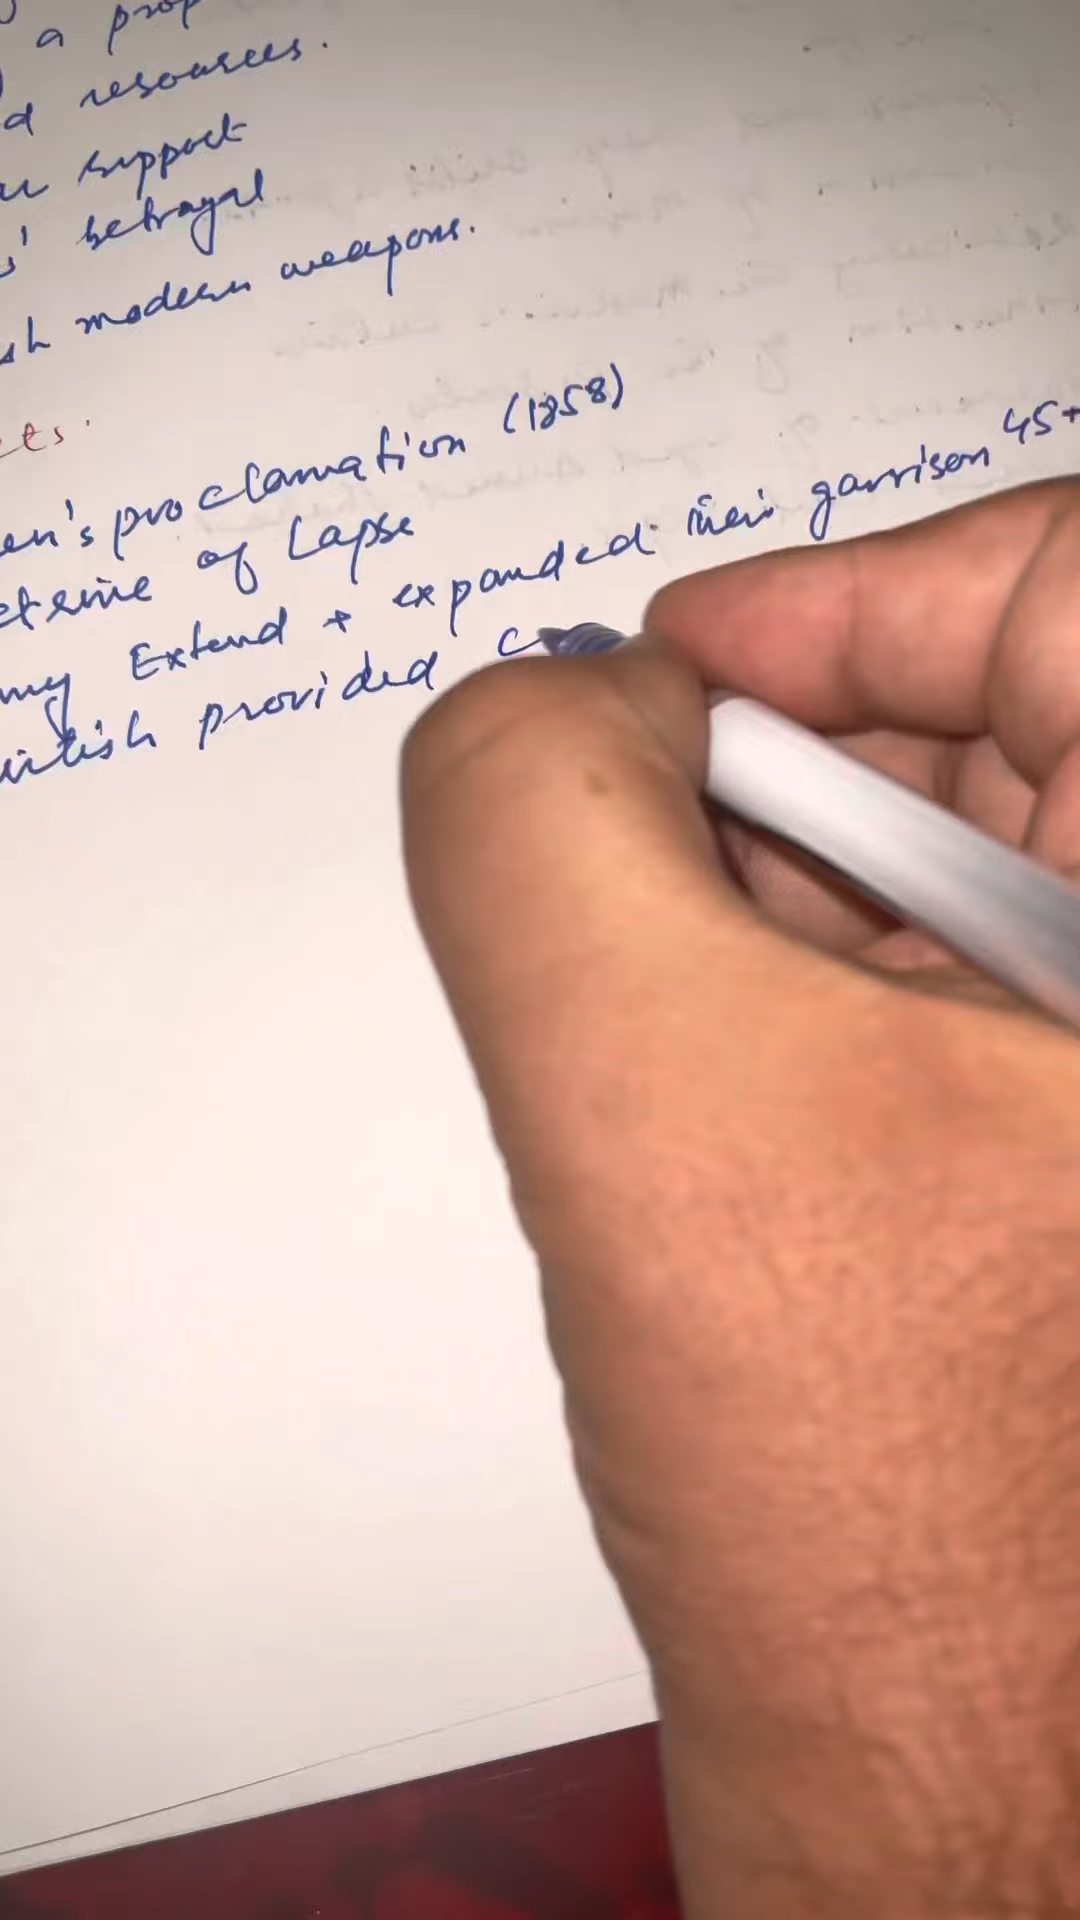 a prop
d resources.
support
s' betrayal
sh modern weapons.
ets.
en's proclamation (1858)
ctrine of Lapse
my Extend + expanded their garrison 45+
itish provided c